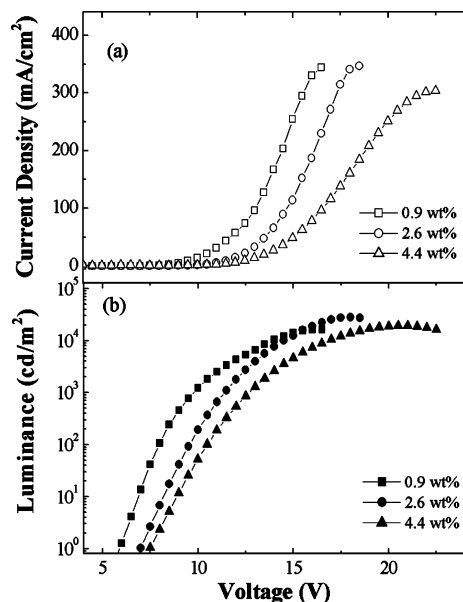 (a)
Current Density (mA/cm²)
400
300
200
100
0
0.9 wt%
2.6 wt%
4.4 wt%
(b)
Luminance (cd/m²)
10⁵
10⁴
10³
10²
10¹
10⁰
0.9 wt%
2.6 wt%
4.4 wt%
5 10 15 20
Voltage (V)